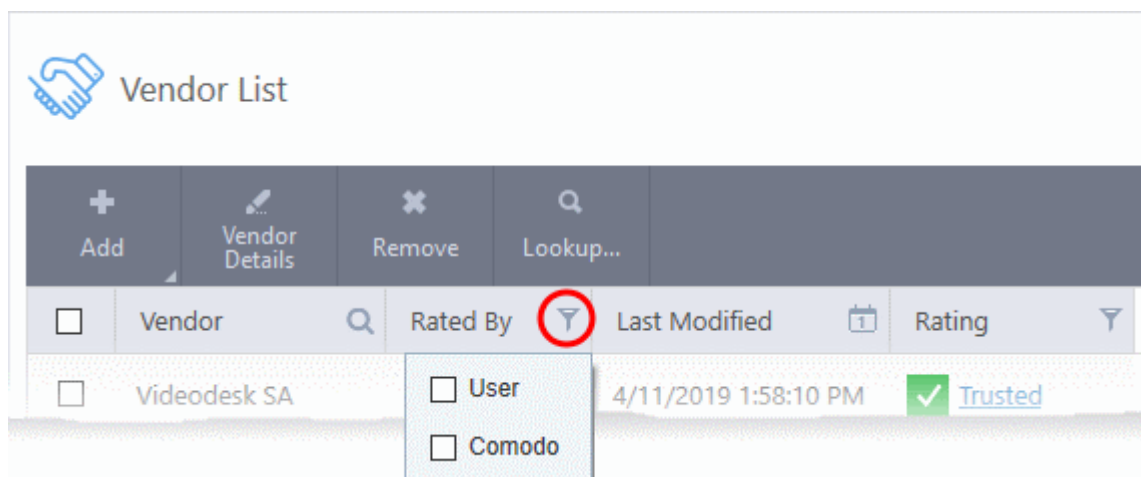 Vendor List
Add
Vendor
Details
Remove
Lookup...
Vendor
Rated By
Last Modified
1
Rating
Videodesk SA
User
4/11/2019 1:58:10 PM
Trusted
Comodo